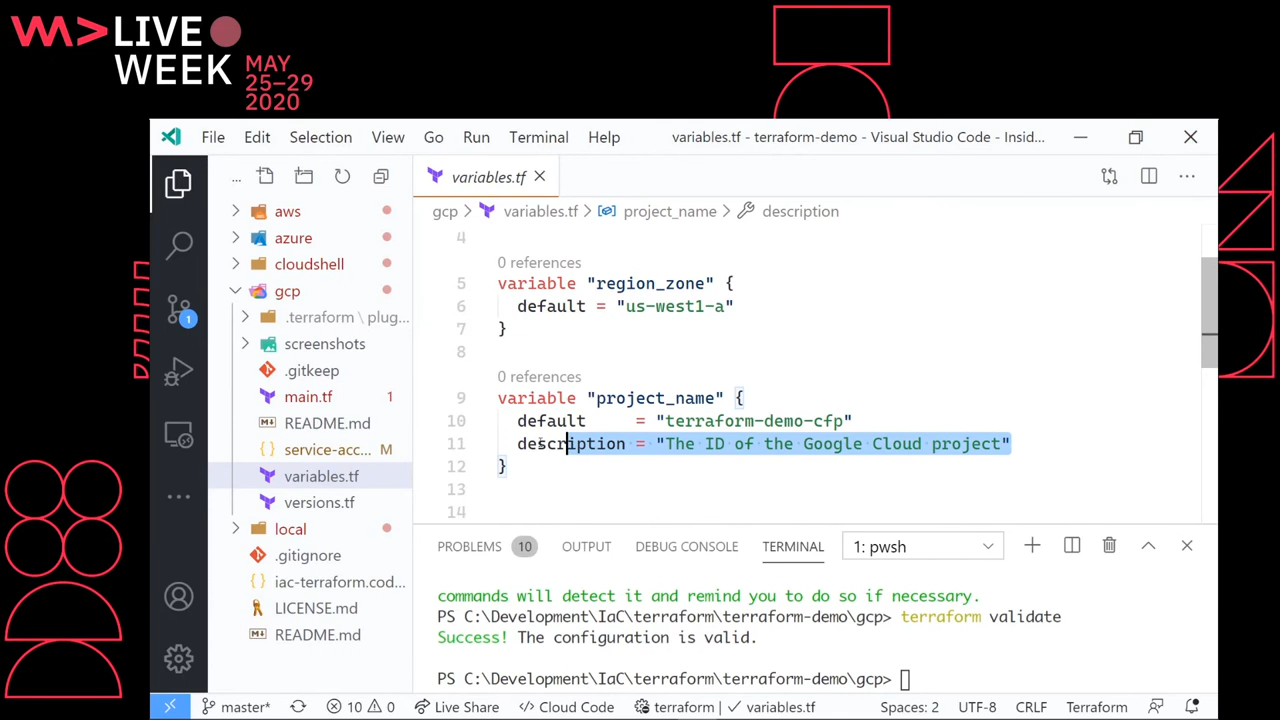 LIVE
WEEK
MAY
25–29
2020
File Edit Selection View Go Run Terminal Help variables.tf - terraform-demo - Visual Studio Code - Insid...
...
variables.tf
...
gcp > variables.tf > project_name > description
aws
azure
cloudshell
gcp
.terraform \ plug...
screenshots
.gitkeep
main.tf 1
README.md
service-acc... M
variables.tf
versions.tf
local
.gitignore
iac-terraform.cod...
LICENSE.md
README.md
1
4
0 references
5 variable "region_zone" {
6 default = "us-west1-a"
7 }
8
0 references
9 variable "project_name" {
10 default = "terraform-demo-cfp"
11 description = "The ID of the Google Cloud project"
12 }
13
14
PROBLEMS 10 OUTPUT DEBUG CONSOLE TERMINAL 1: pwsh
commands will detect it and remind you to do so if necessary.
PS C:\Development\IaC\terraform\terraform-demo\gcp> terraform validate
Success! The configuration is valid.
PS C:\Development\IaC\terraform\terraform-demo\gcp>
master* 10 0 Live Share Cloud Code terraform | ✓ variables.tf Spaces: 2 UTF-8 CRLF Terraform